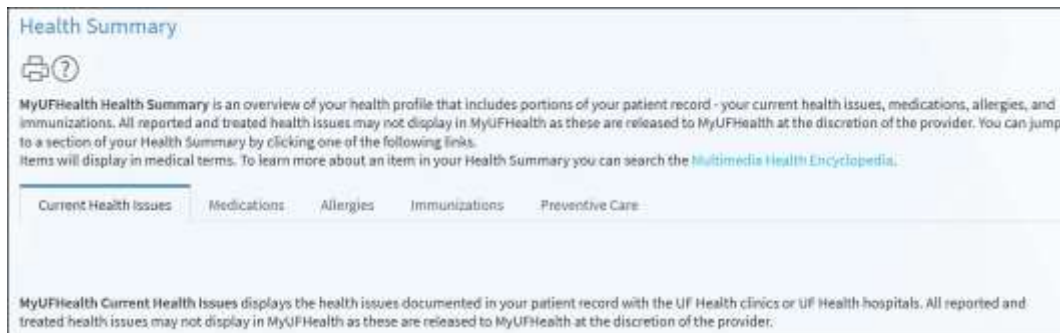 Health Summary
MyUFHealth Health Summary is an overview of your health profile that includes portions of your patient record - your current health issues, medications, allergies, and
immunizations. All reported and treated health issues may not display in MyUFHealth as these are released to MyUFHealth at the discretion of the provider. You can jump
to a section of your Health Summary by clicking one of the following links.
Items will display in medical terms. To learn more about an item in your Health Summary you can search the Multimedia Health Encyclopedia.
Current Health Issues Medications Allergies Immunizations Preventive Care
MyUFHealth Current Health Issues displays the health issues documented in your patient record with the UF Health clinics or UF Health hospitals. All reported and
treated health issues may not display in MyUFHealth as these are released to MyUFHealth at the discretion of the provider.